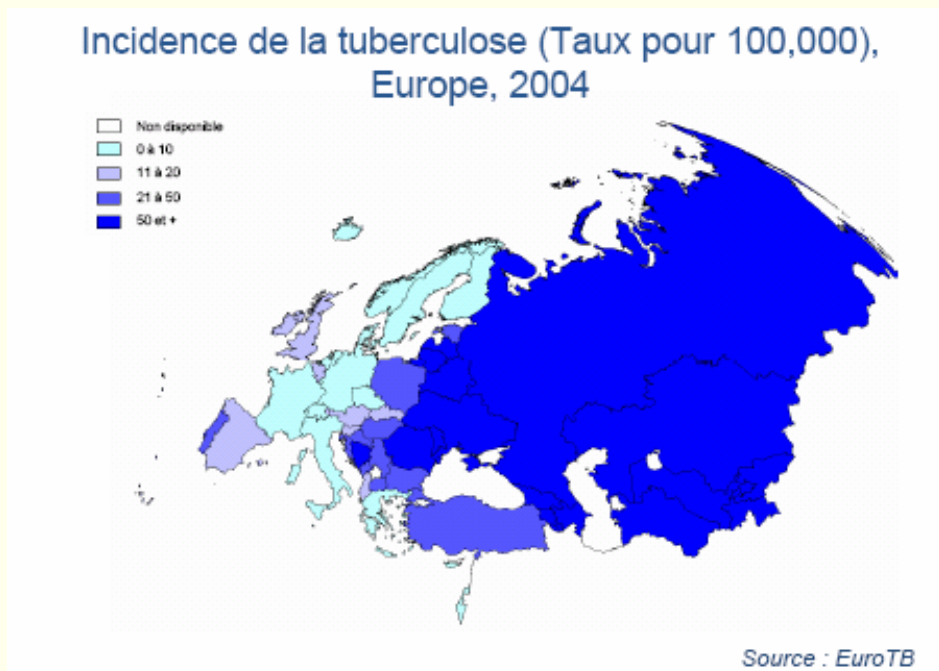 Incidence de la tuberculose (Taux pour 100,000),
Europe, 2004
Non disponible
0 à 10
11 à 20
21 à 50
50 et +
Source : EuroTB